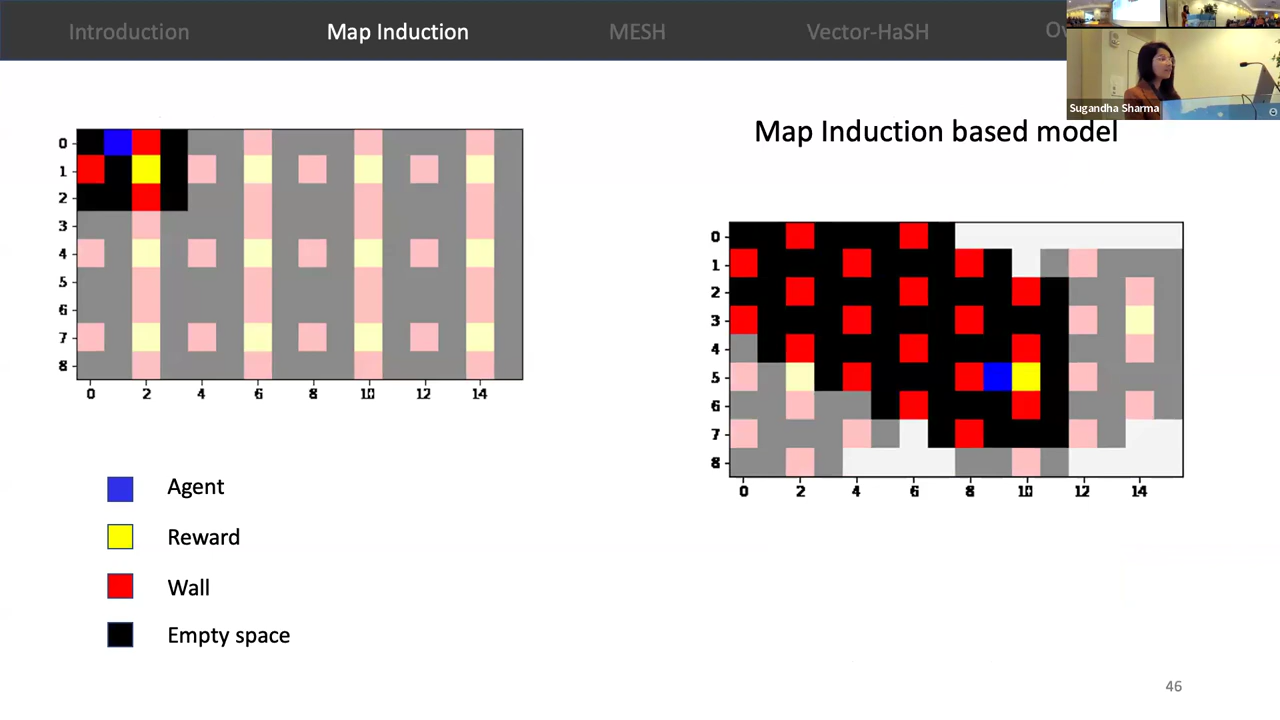 Introduction
Map Induction
MESH
Vector-HaSH
Ov
Sugandha Sharma
Map Induction based model
0
1
2
3
4
5
6
7
8
0 2 4 6 8 10 12 14
0
1
2
3
4
5
6
7
8
0 2 4 6 8 10 12 14
Agent
Reward
Wall
Empty space
46